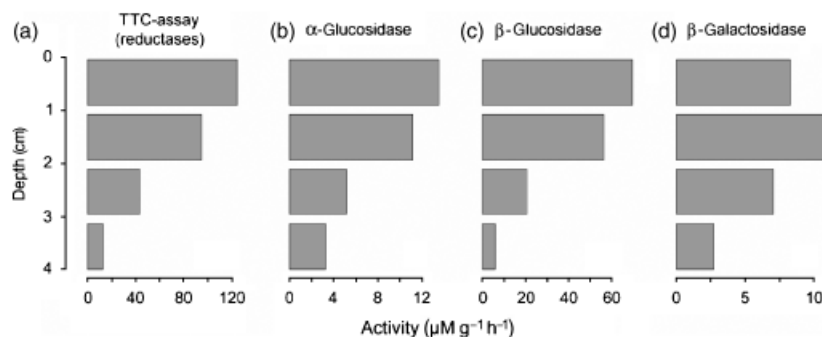 (a) TTC-assay
(reductases)
(b) α-Glucosidase
(c) β-Glucosidase
(d) β-Galactosidase
Depth (cm)
0
1
2
3
4
0 40 80 120
0 4 8 12
0 20 40 60
0 5 10
Activity (μM g⁻¹ h⁻¹)